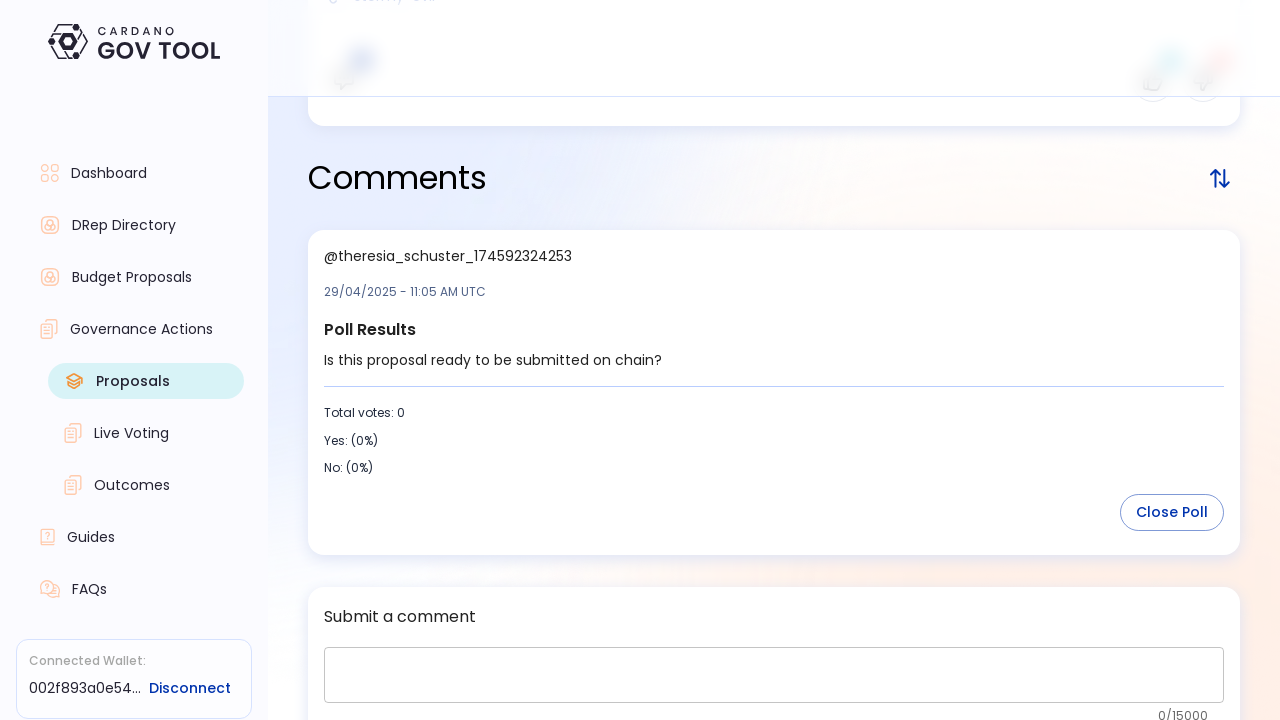 CARDANO
GOV TOOL
Dashboard
DRep Directory
Budget Proposals
Governance Actions
Proposals
Live Voting
Outcomes
Guides
FAQs
Connected Wallet:
002f893a0e54... Disconnect
Comments
@theresia_schuster_174592324253
29/04/2025 - 11:05 AM UTC
Poll Results
Is this proposal ready to be submitted on chain?
Total votes: 0
Yes: (0%)
No: (0%)
Close Poll
Submit a comment
0/15000